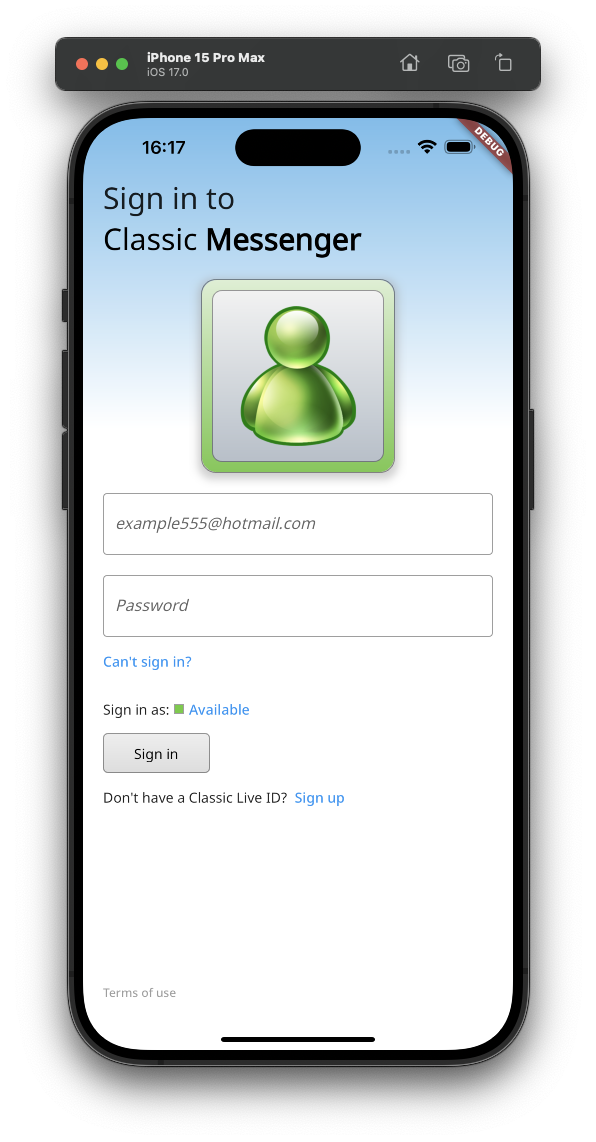 iPhone 15 Pro Max
iOS 17.0
16:17
DEBUG
Sign in to
Classic Messenger
example555@hotmail.com
Password
Can't sign in?
Sign in as: Available
Sign in
Don't have a Classic Live ID? Sign up
Terms of use